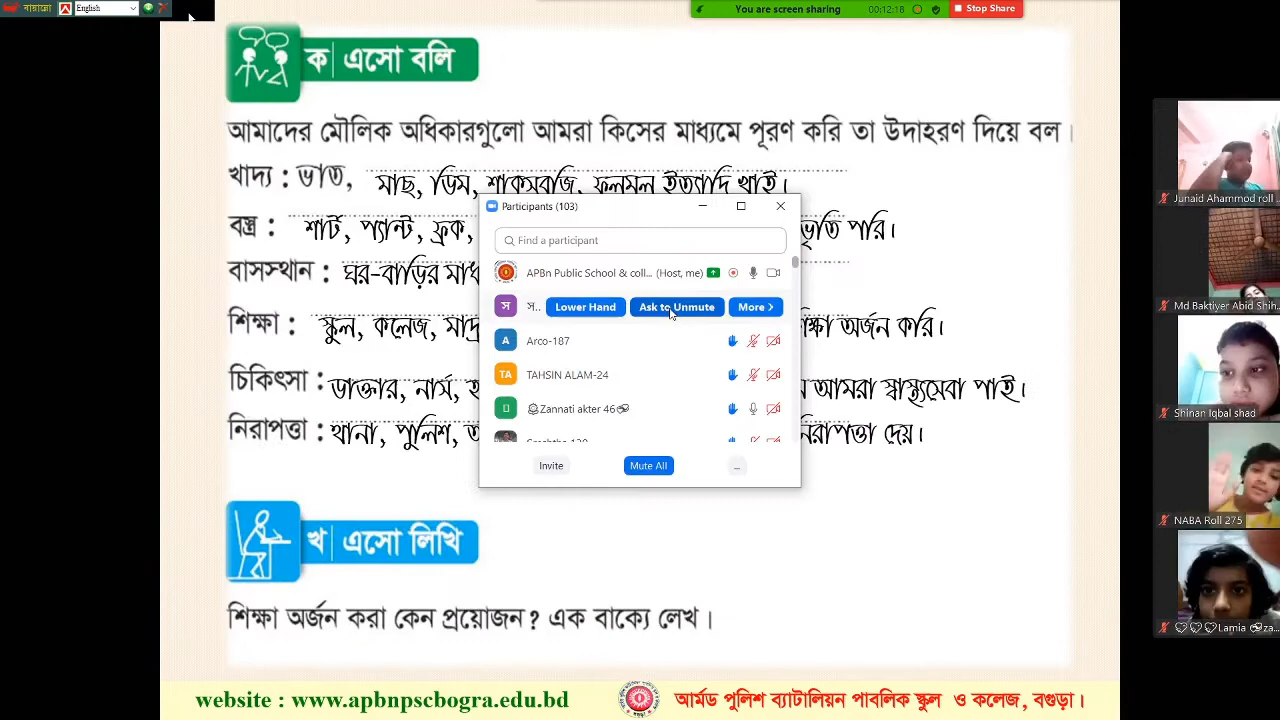 বাংলা English You are screen sharing 00:12:18 Stop Share
ক এসো বলি
আমাদের মৌলিক অধিকারগুলো আমরা কিসের মাধ্যমে পূরণ করি তা উদাহরণ দিয়ে বল।
খাদ্য : ভাত, মাছ, ডিম, শাকসবজি, ফলমল ইত্যাদি খাই।
বস্ত্র : শার্ট, প্যান্ট, ফ্রক, পরি।
বাসস্থান : ঘর-বাড়ির
শিক্ষা : স্কুল, কলেজ, অর্জন করি।
চিকিৎসা : ডাক্তার, নার্স, আমরা স্বাস্থ্যসেবা পাই।
নিরাপত্তা : থানা, পুলিশ, দেয়।
Participants (103)
Find a participant
APBn Public School & coll... (Host, me)
স স.. Lower Hand Ask to Unmute More
A Arco-187
TA TAHSIN ALAM-24
Zannati akter 46
Invite Mute All ...
খ এসো লিখি
শিক্ষা অর্জন করা কেন প্রয়োজন? এক বাক্যে লেখ।
website : www.apbnpscbogra.edu.bd আর্মড পুলিশ ব্যাটালিয়ন পাবলিক স্কুল ও কলেজ, বগুড়া।
Junaid Ahammod roll ...
Md Baktiyer Abid Shih...
Shinan Iqbal shad
NABA Roll 275
Lamia za...